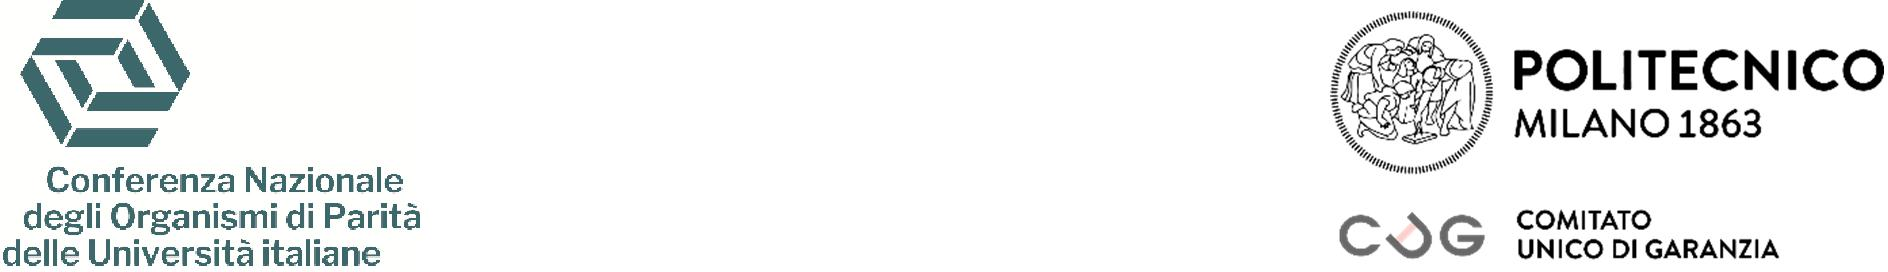 Conferenza Nazionale
degli Organismi di Parità
delle Università italiane
POLITECNICO
MILANO 1863
CUG
COMITATO
UNICO DI GARANZIA